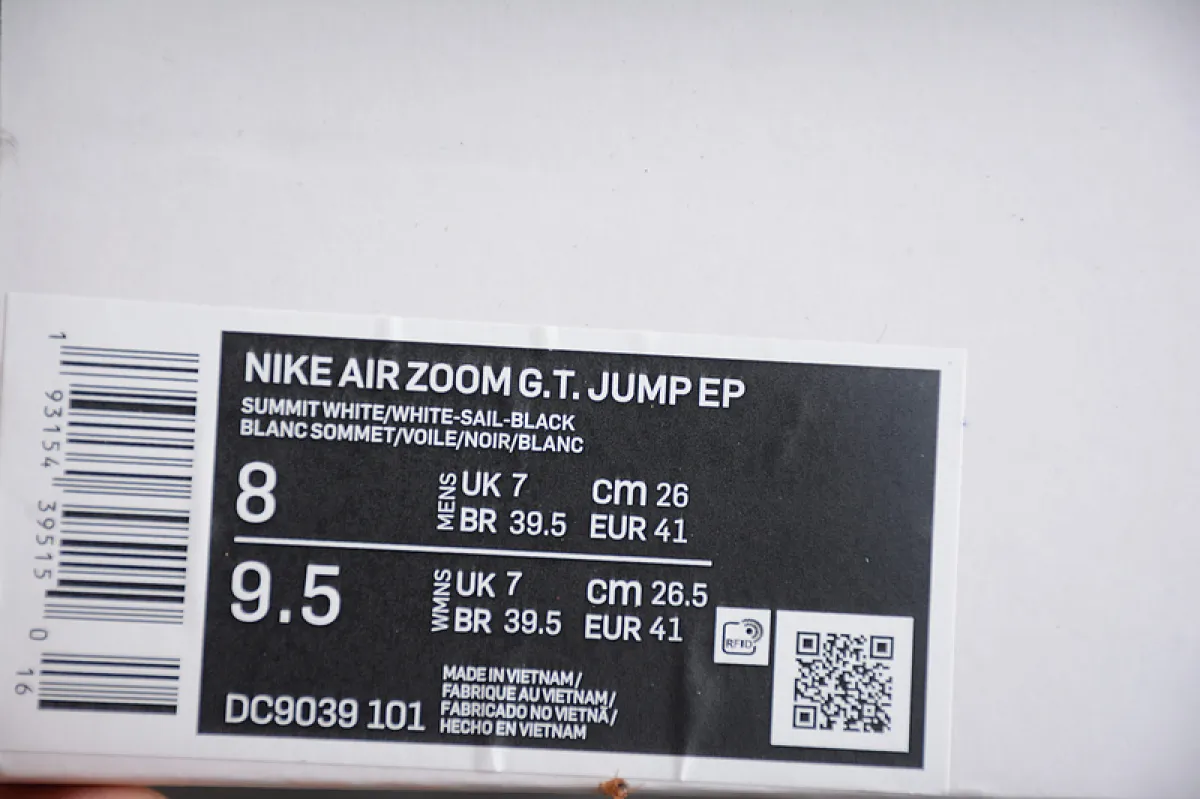 NIKE AIR ZOOM G.T. JUMP EP
SUMMIT WHITE/WHITE-SAIL-BLACK
BLANC SOMMET/VOILE/NOIR/BLANC
8
MENS
UK 7 cm 26
BR 39.5 EUR 41
9.5
WMNS
UK 7 cm 26.5
BR 39.5 EUR 41
RFID
DC9039 101
MADE IN VIETNAM/
FABRIQUE AU VIETNAM/
FABRICADO NO VIETNÃ/
HECHO EN VIETNAM
1 93154 39515 0 16